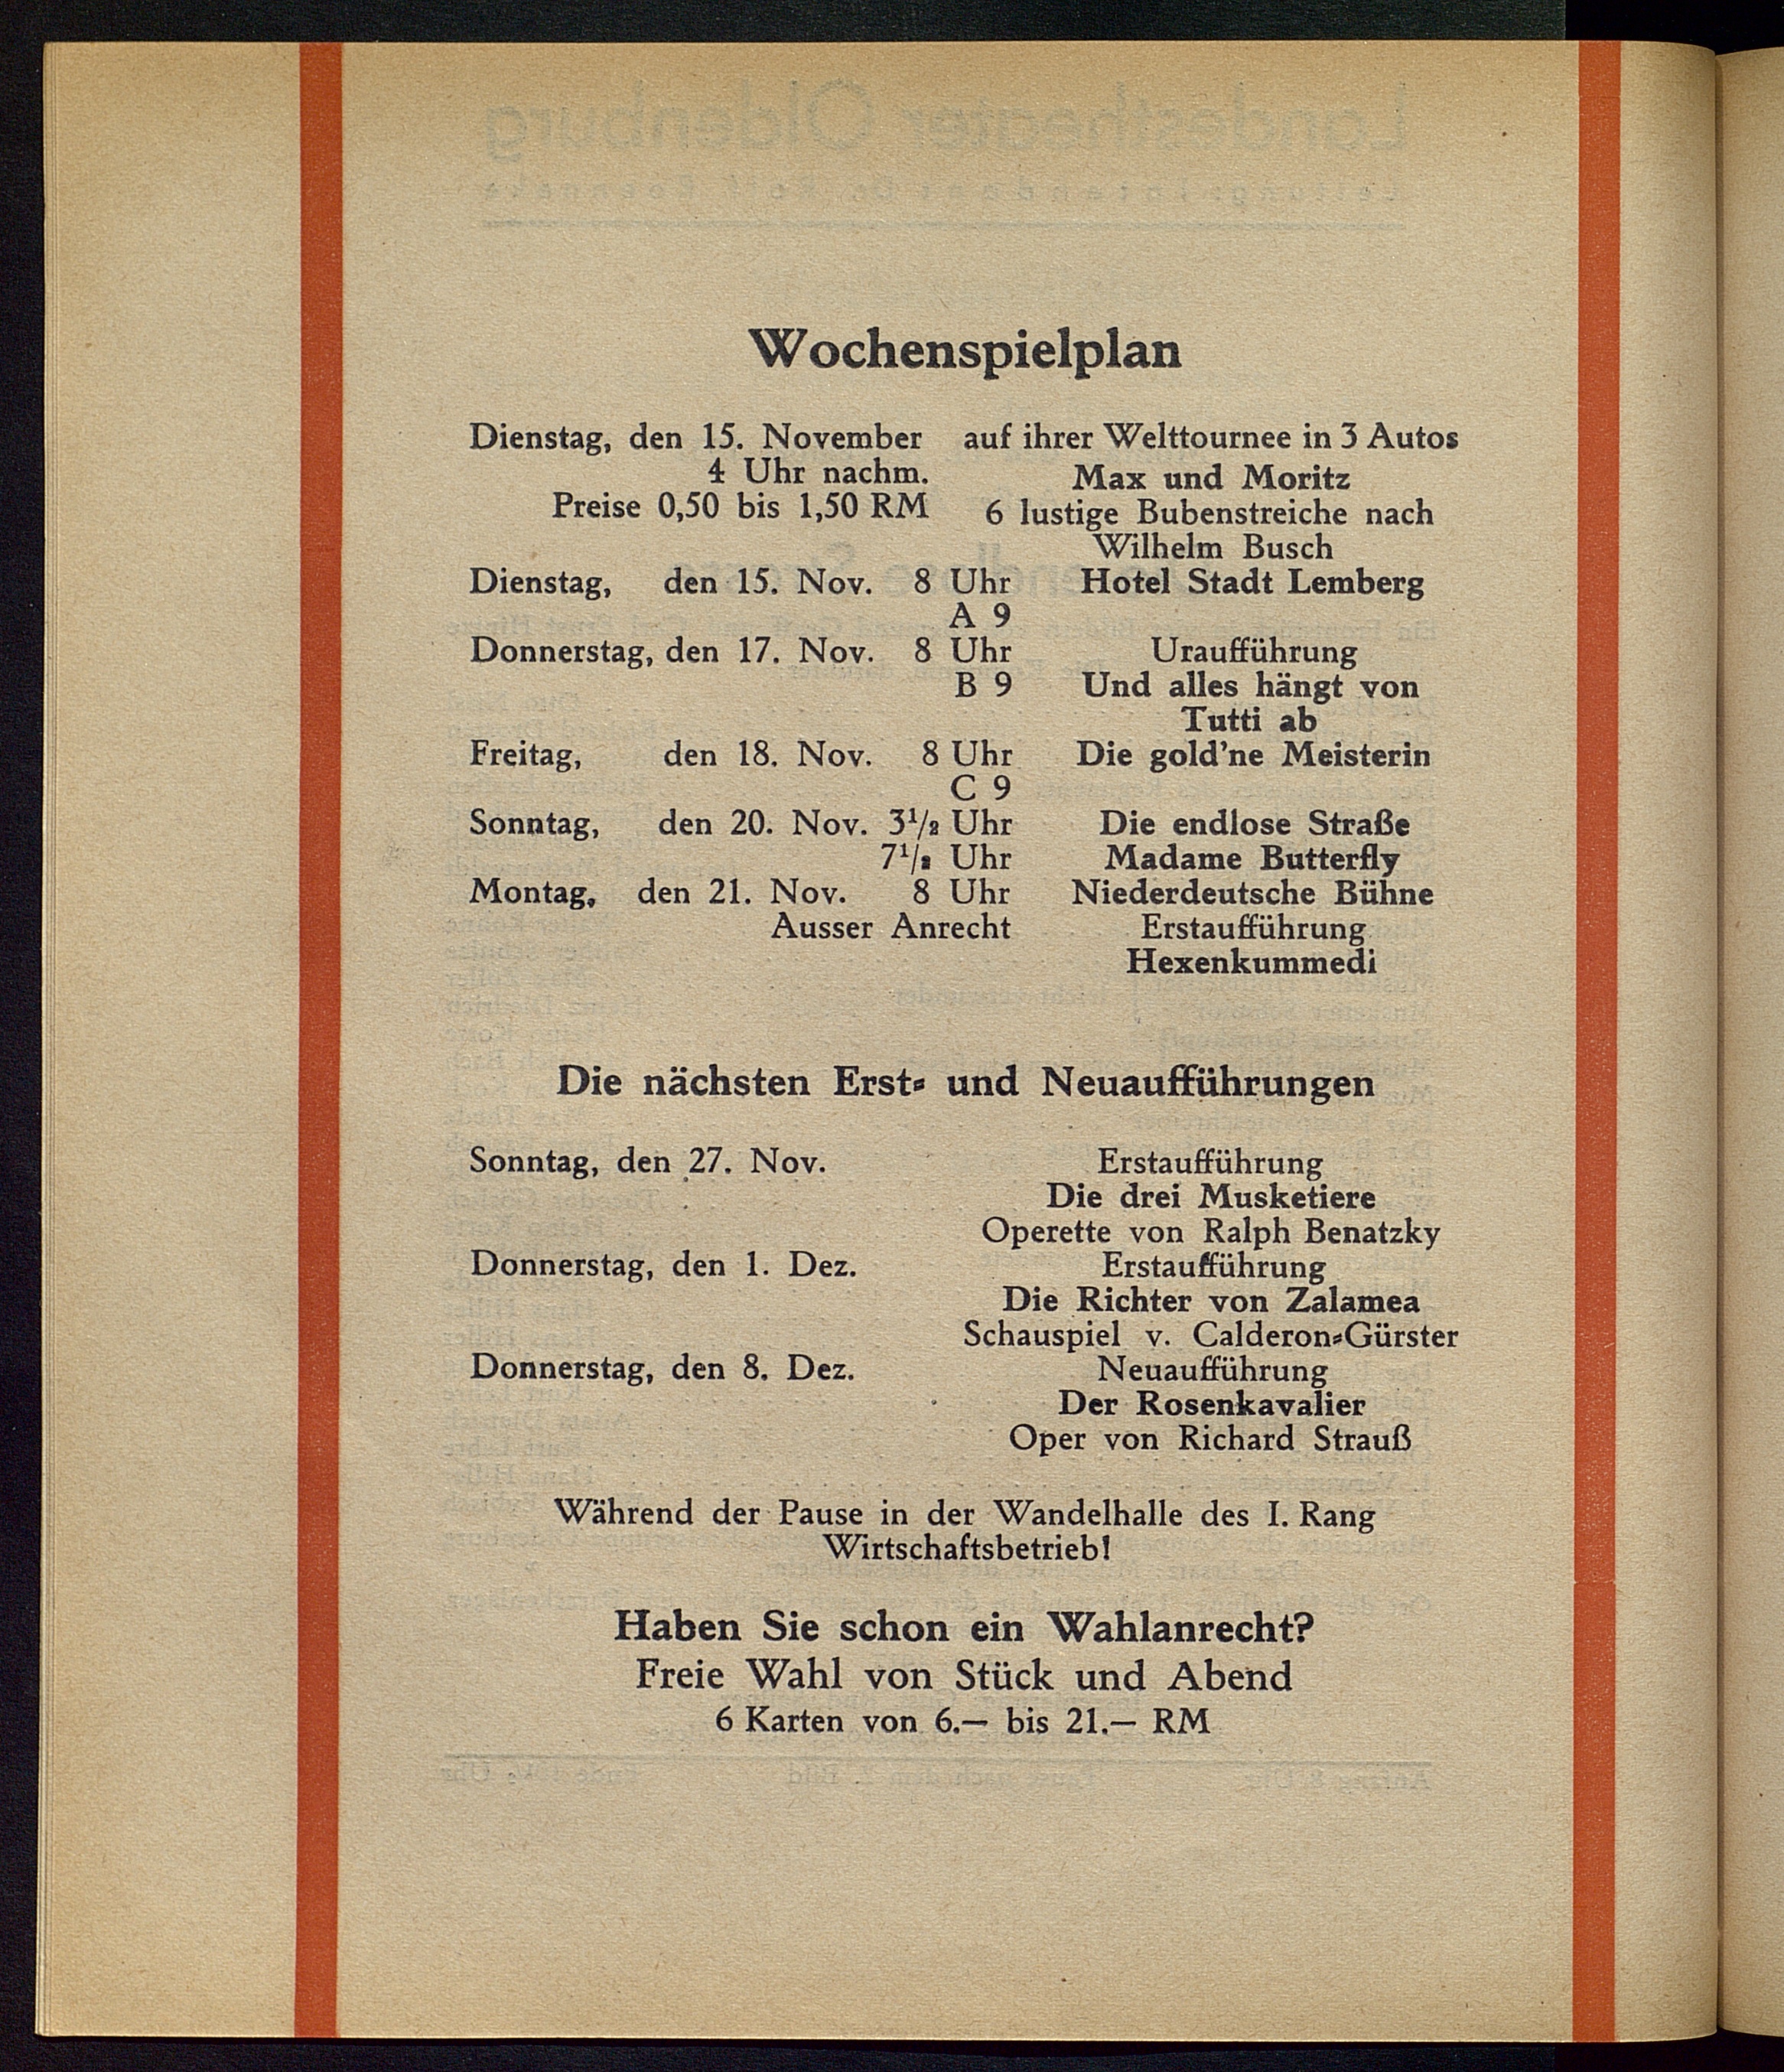 Wochenspielplan
Dienstag, den 15. November auf ihrer Welttournee in 3 Autos
4 Uhr nachm. Max und Moritz
Preise 0,50 bis 1,50 RM 6 lustige Bubenstreiche nach
Wilhelm Busch
Dienstag, den 15. Nov. 8 Uhr Hotel Stadt Lemberg
A 9
Donnerstag, den 17. Nov. 8 Uhr Uraufführung
B 9 Und alles hängt von
Tutti ab
Freitag, den 18. Nov. 8 Uhr Die gold'ne Meisterin
C 9
Sonntag, den 20. Nov. 3½ Uhr Die endlose Straße
7½ Uhr Madame Butterfly
Montag, den 21. Nov. 8 Uhr Niederdeutsche Bühne
Ausser Anrecht Erstaufführung
Hexenkummedi
Die nächsten Erst- und Neuaufführungen
Sonntag, den 27. Nov. Erstaufführung
Die drei Musketiere
Operette von Ralph Benatzky
Donnerstag, den 1. Dez. Erstaufführung
Die Richter von Zalamea
Schauspiel v. Calderon-Gürster
Donnerstag, den 8. Dez. Neuaufführung
Der Rosenkavalier
Oper von Richard Strauß
Während der Pause in der Wandelhalle des I. Rang
Wirtschaftsbetrieb!
Haben Sie schon ein Wahlanrecht?
Freie Wahl von Stück und Abend
6 Karten von 6.— bis 21.— RM